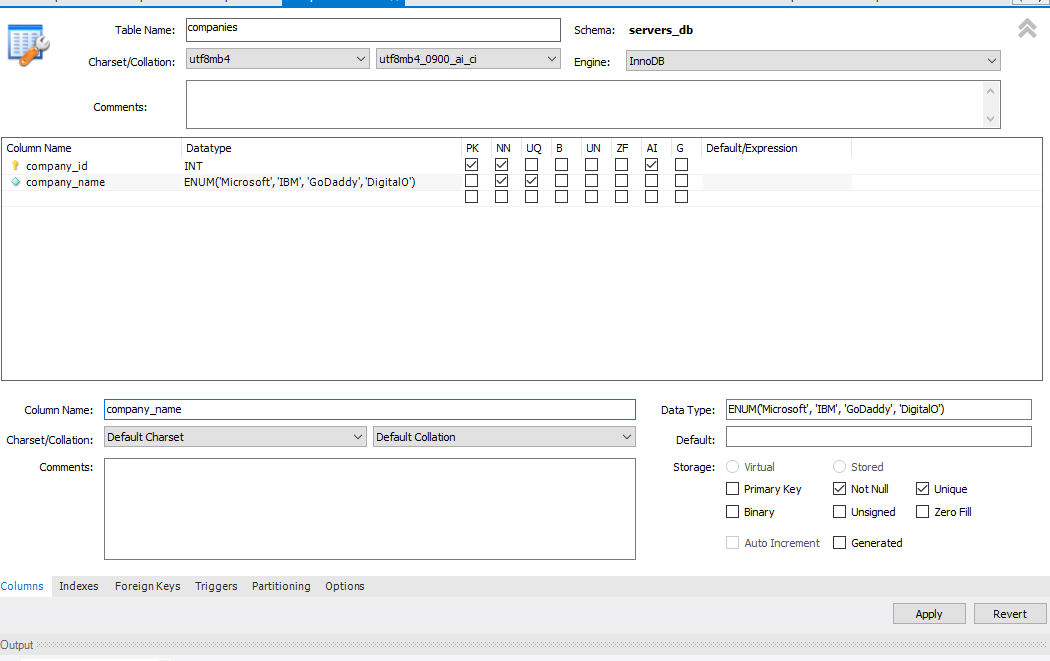 Table Name: companies Schema: servers_db
Charset/Collation: utf8mb4 utf8mb4_0900_ai_ci Engine: InnoDB
Comments:
Column Name Datatype PK NN UQ B UN ZF AI G Default/Expression
company_id INT
company_name ENUM('Microsoft', 'IBM', 'GoDaddy', 'DigitalO')
Column Name: company_name Data Type: ENUM('Microsoft', 'IBM', 'GoDaddy', 'DigitalO')
Charset/Collation: Default Charset Default Collation Default:
Comments: Storage: Virtual Stored
Primary Key Not Null Unique
Binary Unsigned Zero Fill
Auto Increment Generated
Columns Indexes Foreign Keys Triggers Partitioning Options
Apply Revert
Output